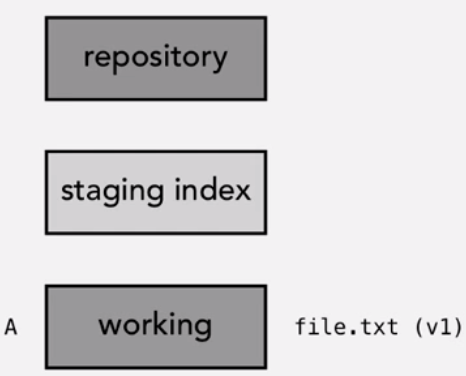 repository
staging index
A working file.txt (v1)